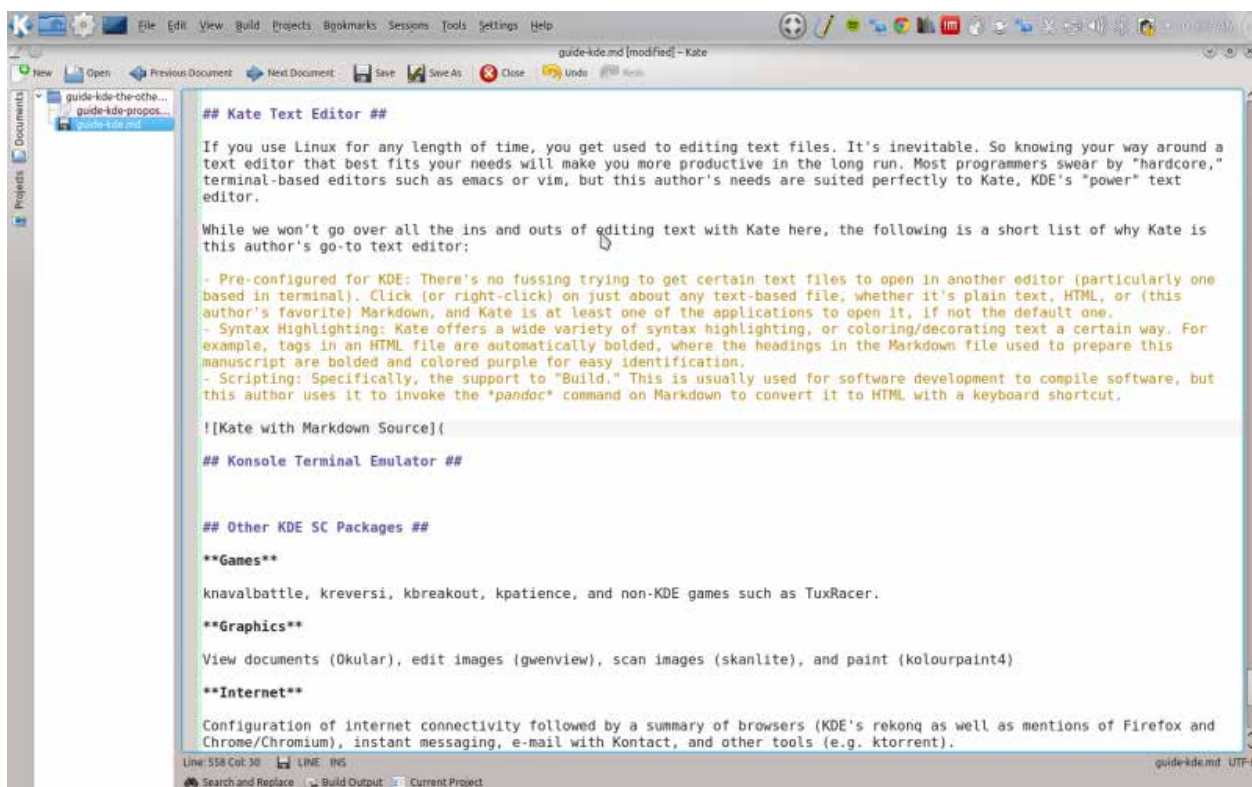 File Edit View Build Projects Bookmarks Sessions Tools Settings Help
guide-kde.md [modified] – Kate
New Open Previous Document Next Document Save Save As Close Undo Redo
Documents
Projects
guide-kde-the-othe...
guide-kde-propos...
guide-kde.md
## Kate Text Editor ##
If you use Linux for any length of time, you get used to editing text files. It's inevitable. So knowing your way around a
text editor that best fits your needs will make you more productive in the long run. Most programmers swear by "hardcore,"
terminal-based editors such as emacs or vim, but this author's needs are suited perfectly to Kate, KDE's "power" text
editor.
While we won't go over all the ins and outs of editing text with Kate here, the following is a short list of why Kate is
this author's go-to text editor:
- Pre-configured for KDE: There's no fussing trying to get certain text files to open in another editor (particularly one
based in terminal). Click (or right-click) on just about any text-based file, whether it's plain text, HTML, or (this
author's favorite) Markdown, and Kate is at least one of the applications to open it, if not the default one.
- Syntax Highlighting: Kate offers a wide variety of syntax highlighting, or coloring/decorating text a certain way. For
example, tags in an HTML file are automatically bolded, where the headings in the Markdown file used to prepare this
manuscript are bolded and colored purple for easy identification.
- Scripting: Specifically, the support to "Build." This is usually used for software development to compile software, but
this author uses it to invoke the *pandoc* command on Markdown to convert it to HTML with a keyboard shortcut.
![Kate with Markdown Source](
## Konsole Terminal Emulator ##
## Other KDE SC Packages ##
**Games**
knavalbattle, kreversi, kbreakout, kpatience, and non-KDE games such as TuxRacer.
**Graphics**
View documents (Okular), edit images (gwenview), scan images (skanlite), and paint (kolourpaint4)
**Internet**
Configuration of internet connectivity followed by a summary of browsers (KDE's rekonq as well as mentions of Firefox and
Chrome/Chromium), instant messaging, e-mail with Kontact, and other tools (e.g. ktorrent).
Line: 558 Col: 30 LINE INS guide-kde.md UTF-
Search and Replace Build Output Current Project